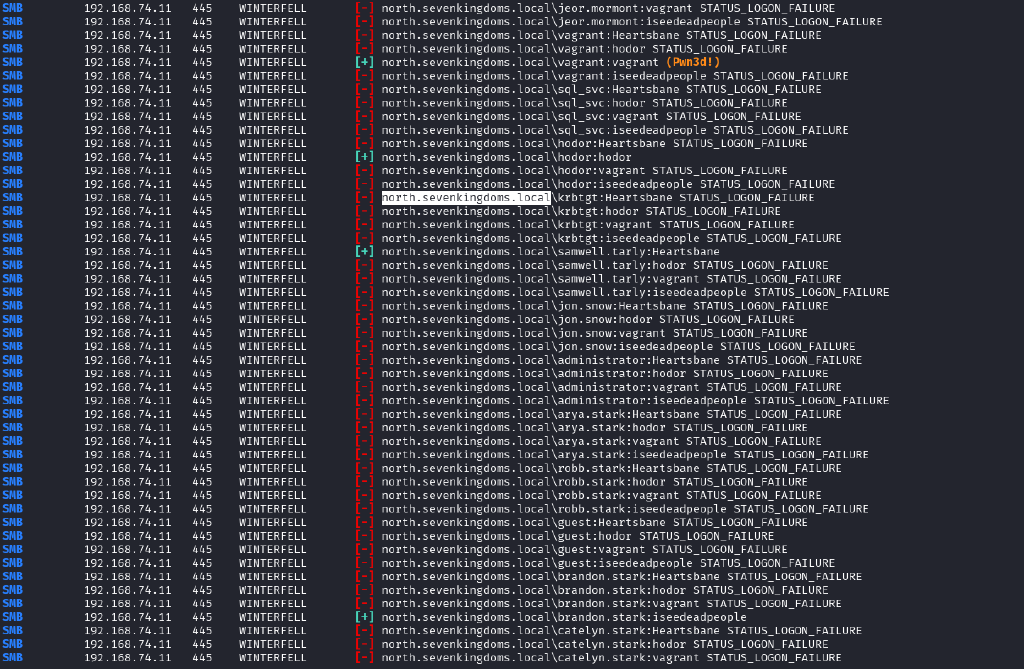 SMB 192.168.74.11 445 WINTERFELL [-] north.sevenkingdoms.local\jeor.mormont:vagrant STATUS_LOGON_FAILURE
SMB 192.168.74.11 445 WINTERFELL [-] north.sevenkingdoms.local\jeor.mormont:iseedeadpeople STATUS_LOGON_FAILURE
SMB 192.168.74.11 445 WINTERFELL [-] north.sevenkingdoms.local\vagrant:Heartsbane STATUS_LOGON_FAILURE
SMB 192.168.74.11 445 WINTERFELL [-] north.sevenkingdoms.local\vagrant:hodor STATUS_LOGON_FAILURE
SMB 192.168.74.11 445 WINTERFELL [+] north.sevenkingdoms.local\vagrant:vagrant (Pwn3d!)
SMB 192.168.74.11 445 WINTERFELL [-] north.sevenkingdoms.local\vagrant:iseedeadpeople STATUS_LOGON_FAILURE
SMB 192.168.74.11 445 WINTERFELL [-] north.sevenkingdoms.local\sql_svc:Heartsbane STATUS_LOGON_FAILURE
SMB 192.168.74.11 445 WINTERFELL [-] north.sevenkingdoms.local\sql_svc:hodor STATUS_LOGON_FAILURE
SMB 192.168.74.11 445 WINTERFELL [-] north.sevenkingdoms.local\sql_svc:vagrant STATUS_LOGON_FAILURE
SMB 192.168.74.11 445 WINTERFELL [-] north.sevenkingdoms.local\sql_svc:iseedeadpeople STATUS_LOGON_FAILURE
SMB 192.168.74.11 445 WINTERFELL [-] north.sevenkingdoms.local\hodor:Heartsbane STATUS_LOGON_FAILURE
SMB 192.168.74.11 445 WINTERFELL [+] north.sevenkingdoms.local\hodor:hodor
SMB 192.168.74.11 445 WINTERFELL [-] north.sevenkingdoms.local\hodor:vagrant STATUS_LOGON_FAILURE
SMB 192.168.74.11 445 WINTERFELL [-] north.sevenkingdoms.local\hodor:iseedeadpeople STATUS_LOGON_FAILURE
SMB 192.168.74.11 445 WINTERFELL [-] north.sevenkingdoms.local\krbtgt:Heartsbane STATUS_LOGON_FAILURE
SMB 192.168.74.11 445 WINTERFELL [-] north.sevenkingdoms.local\krbtgt:hodor STATUS_LOGON_FAILURE
SMB 192.168.74.11 445 WINTERFELL [-] north.sevenkingdoms.local\krbtgt:vagrant STATUS_LOGON_FAILURE
SMB 192.168.74.11 445 WINTERFELL [-] north.sevenkingdoms.local\krbtgt:iseedeadpeople STATUS_LOGON_FAILURE
SMB 192.168.74.11 445 WINTERFELL [+] north.sevenkingdoms.local\samwell.tarly:Heartsbane
SMB 192.168.74.11 445 WINTERFELL [-] north.sevenkingdoms.local\samwell.tarly:hodor STATUS_LOGON_FAILURE
SMB 192.168.74.11 445 WINTERFELL [-] north.sevenkingdoms.local\samwell.tarly:vagrant STATUS_LOGON_FAILURE
SMB 192.168.74.11 445 WINTERFELL [-] north.sevenkingdoms.local\samwell.tarly:iseedeadpeople STATUS_LOGON_FAILURE
SMB 192.168.74.11 445 WINTERFELL [-] north.sevenkingdoms.local\jon.snow:Heartsbane STATUS_LOGON_FAILURE
SMB 192.168.74.11 445 WINTERFELL [-] north.sevenkingdoms.local\jon.snow:hodor STATUS_LOGON_FAILURE
SMB 192.168.74.11 445 WINTERFELL [-] north.sevenkingdoms.local\jon.snow:vagrant STATUS_LOGON_FAILURE
SMB 192.168.74.11 445 WINTERFELL [-] north.sevenkingdoms.local\jon.snow:iseedeadpeople STATUS_LOGON_FAILURE
SMB 192.168.74.11 445 WINTERFELL [-] north.sevenkingdoms.local\administrator:Heartsbane STATUS_LOGON_FAILURE
SMB 192.168.74.11 445 WINTERFELL [-] north.sevenkingdoms.local\administrator:hodor STATUS_LOGON_FAILURE
SMB 192.168.74.11 445 WINTERFELL [-] north.sevenkingdoms.local\administrator:vagrant STATUS_LOGON_FAILURE
SMB 192.168.74.11 445 WINTERFELL [-] north.sevenkingdoms.local\administrator:iseedeadpeople STATUS_LOGON_FAILURE
SMB 192.168.74.11 445 WINTERFELL [-] north.sevenkingdoms.local\arya.stark:Heartsbane STATUS_LOGON_FAILURE
SMB 192.168.74.11 445 WINTERFELL [-] north.sevenkingdoms.local\arya.stark:hodor STATUS_LOGON_FAILURE
SMB 192.168.74.11 445 WINTERFELL [-] north.sevenkingdoms.local\arya.stark:vagrant STATUS_LOGON_FAILURE
SMB 192.168.74.11 445 WINTERFELL [-] north.sevenkingdoms.local\arya.stark:iseedeadpeople STATUS_LOGON_FAILURE
SMB 192.168.74.11 445 WINTERFELL [-] north.sevenkingdoms.local\robb.stark:Heartsbane STATUS_LOGON_FAILURE
SMB 192.168.74.11 445 WINTERFELL [-] north.sevenkingdoms.local\robb.stark:hodor STATUS_LOGON_FAILURE
SMB 192.168.74.11 445 WINTERFELL [-] north.sevenkingdoms.local\robb.stark:vagrant STATUS_LOGON_FAILURE
SMB 192.168.74.11 445 WINTERFELL [-] north.sevenkingdoms.local\robb.stark:iseedeadpeople STATUS_LOGON_FAILURE
SMB 192.168.74.11 445 WINTERFELL [-] north.sevenkingdoms.local\guest:Heartsbane STATUS_LOGON_FAILURE
SMB 192.168.74.11 445 WINTERFELL [-] north.sevenkingdoms.local\guest:hodor STATUS_LOGON_FAILURE
SMB 192.168.74.11 445 WINTERFELL [-] north.sevenkingdoms.local\guest:vagrant STATUS_LOGON_FAILURE
SMB 192.168.74.11 445 WINTERFELL [-] north.sevenkingdoms.local\guest:iseedeadpeople STATUS_LOGON_FAILURE
SMB 192.168.74.11 445 WINTERFELL [-] north.sevenkingdoms.local\brandon.stark:Heartsbane STATUS_LOGON_FAILURE
SMB 192.168.74.11 445 WINTERFELL [-] north.sevenkingdoms.local\brandon.stark:hodor STATUS_LOGON_FAILURE
SMB 192.168.74.11 445 WINTERFELL [-] north.sevenkingdoms.local\brandon.stark:vagrant STATUS_LOGON_FAILURE
SMB 192.168.74.11 445 WINTERFELL [+] north.sevenkingdoms.local\brandon.stark:iseedeadpeople
SMB 192.168.74.11 445 WINTERFELL [-] north.sevenkingdoms.local\catelyn.stark:Heartsbane STATUS_LOGON_FAILURE
SMB 192.168.74.11 445 WINTERFELL [-] north.sevenkingdoms.local\catelyn.stark:hodor STATUS_LOGON_FAILURE
SMB 192.168.74.11 445 WINTERFELL [-] north.sevenkingdoms.local\catelyn.stark:vagrant STATUS_LOGON_FAILURE